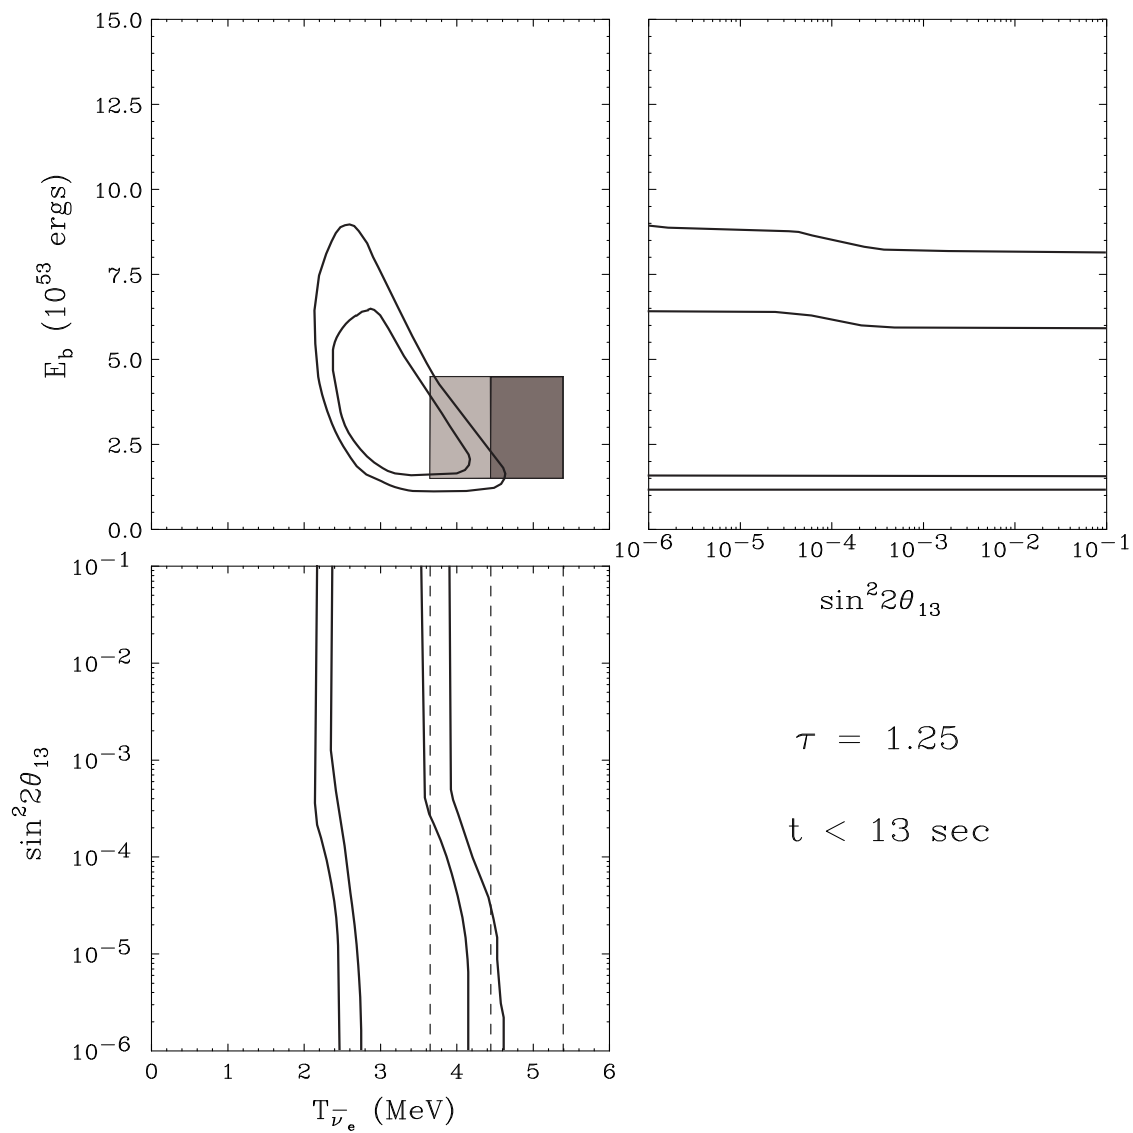 15.0
12.5
10.0
7.5
5.0
2.5
0.0
E_b (10^53 ergs)
10^−6 10^−5 10^−4 10^−3 10^−2 10^−1
sin^2 2θ_13
10^−1
10^−2
10^−3
10^−4
10^−5
10^−6
sin^2 2θ_13
τ = 1.25
t < 13 sec
0 1 2 3 4 5 6
T_ν̅_e (MeV)